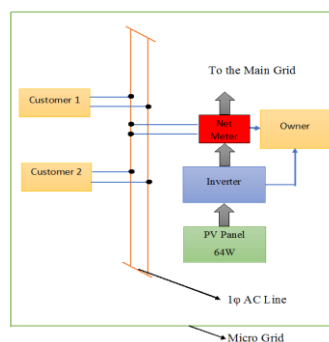 To the Main Grid
Customer 1
Net
Meter
Owner
Customer 2
Inverter
PV Panel
64W
1φ AC Line
Micro Grid